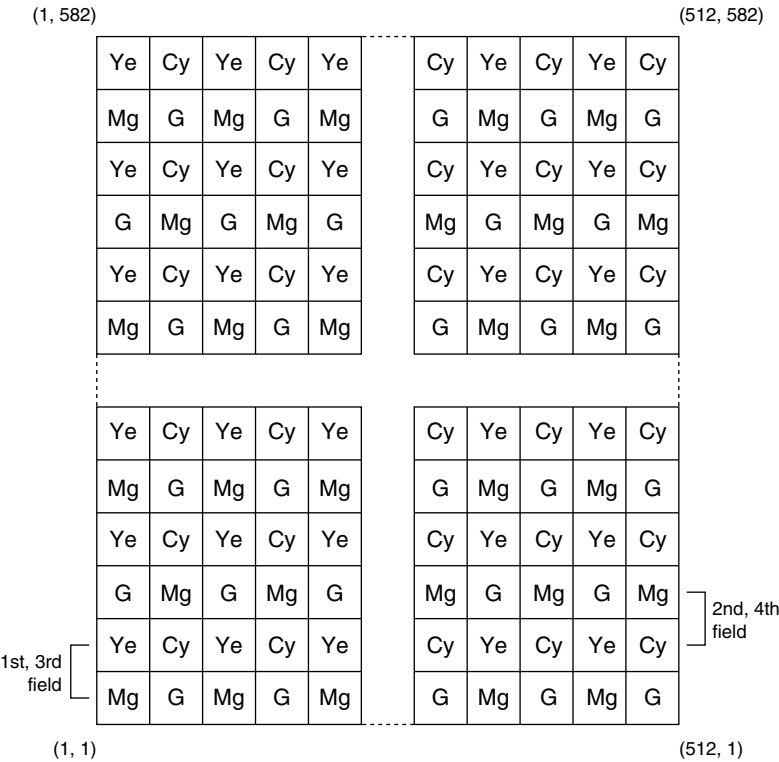 (1, 582) (512, 582)
Ye Cy Ye Cy Ye Cy Ye Cy Ye Cy
Mg G Mg G Mg G Mg G Mg G
Ye Cy Ye Cy Ye Cy Ye Cy Ye Cy
G Mg G Mg G Mg G Mg G Mg
Ye Cy Ye Cy Ye Cy Ye Cy Ye Cy
Mg G Mg G Mg G Mg G Mg G
Ye Cy Ye Cy Ye Cy Ye Cy Ye Cy
Mg G Mg G Mg G Mg G Mg G
Ye Cy Ye Cy Ye Cy Ye Cy Ye Cy
G Mg G Mg G Mg G Mg G Mg
2nd, 4th
field
Ye Cy Ye Cy Ye Cy Ye Cy Ye Cy
1st, 3rd
field
Mg G Mg G Mg G Mg G Mg G
(1, 1) (512, 1)